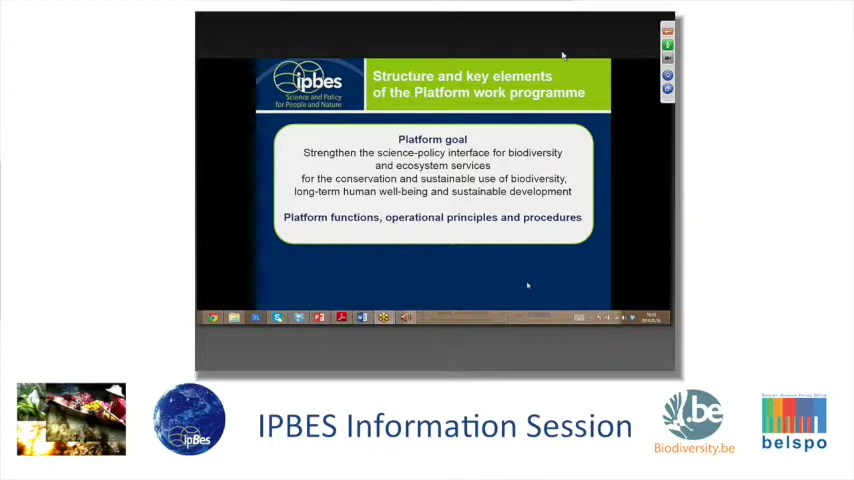 ipbes
Science and Policy
for People and Nature
Structure and key elements
of the Platform work programme
Platform goal
Strengthen the science-policy interface for biodiversity
and ecosystem services
for the conservation and sustainable use of biodiversity,
long-term human well-being and sustainable development
Platform functions, operational principles and procedures
ipbes
IPBES Information Session
.be
Biodiversity.be
belspo